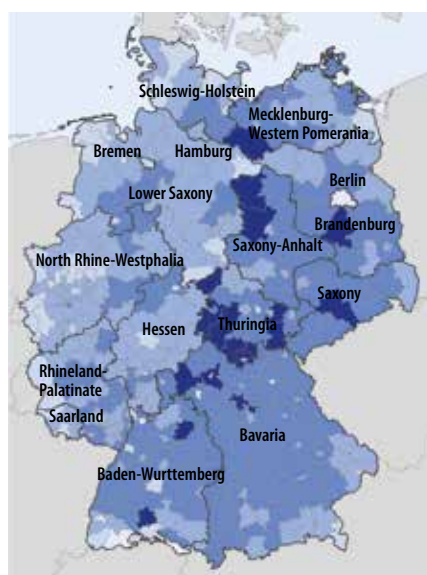 Schleswig-Holstein
Mecklenburg-
Western Pomerania
Bremen
Hamburg
Berlin
Lower Saxony
Brandenburg
Saxony-Anhalt
North Rhine-Westphalia
Saxony
Hessen
Thuringia
Rhineland-
Palatinate
Saarland
Bavaria
Baden-Wurttemberg